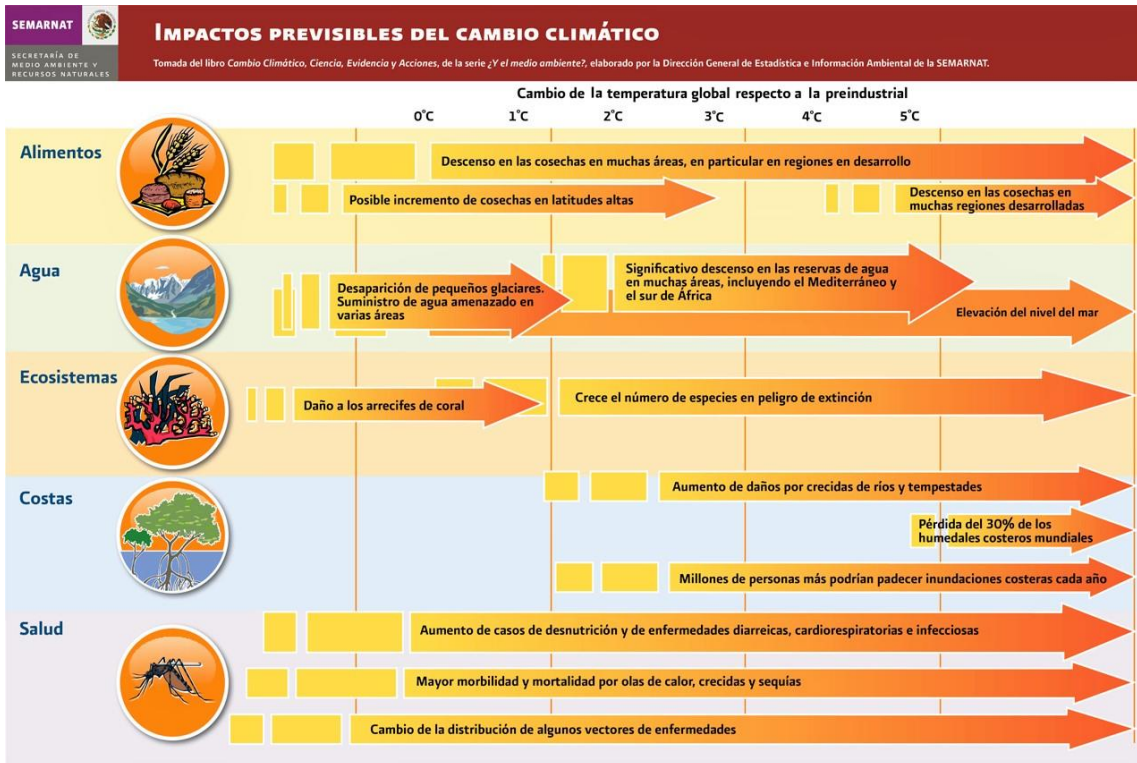 SEMARNAT
SECRETARÍA DE
MEDIO AMBIENTE Y
RECURSOS NATURALES
IMPACTOS PREVISIBLES DEL CAMBIO CLIMÁTICO
Tomada del libro Cambio Climático, Ciencia, Evidencia y Acciones, de la serie ¿Y el medio ambiente?, elaborado por la Dirección General de Estadística e Información Ambiental de la SEMARNAT.
Cambio de la temperatura global respecto a la preindustrial
0°C 1°C 2°C 3°C 4°C 5°C
Alimentos
Descenso en las cosechas en muchas áreas, en particular en regiones en desarrollo
Posible incremento de cosechas en latitudes altas
Descenso en las cosechas en
muchas regiones desarrolladas
Agua
Desaparición de pequeños glaciares.
Suministro de agua amenazado en
varias áreas
Significativo descenso en las reservas de agua
en muchas áreas, incluyendo el Mediterráneo y
el sur de África
Elevación del nivel del mar
Ecosistemas
Daño a los arrecifes de coral
Crece el número de especies en peligro de extinción
Costas
Aumento de daños por crecidas de ríos y tempestades
Pérdida del 30% de los
humedales costeros mundiales
Millones de personas más podrían padecer inundaciones costeras cada año
Salud
Aumento de casos de desnutrición y de enfermedades diarreicas, cardiorespiratorias e infecciosas
Mayor morbilidad y mortalidad por olas de calor, crecidas y sequías
Cambio de la distribución de algunos vectores de enfermedades